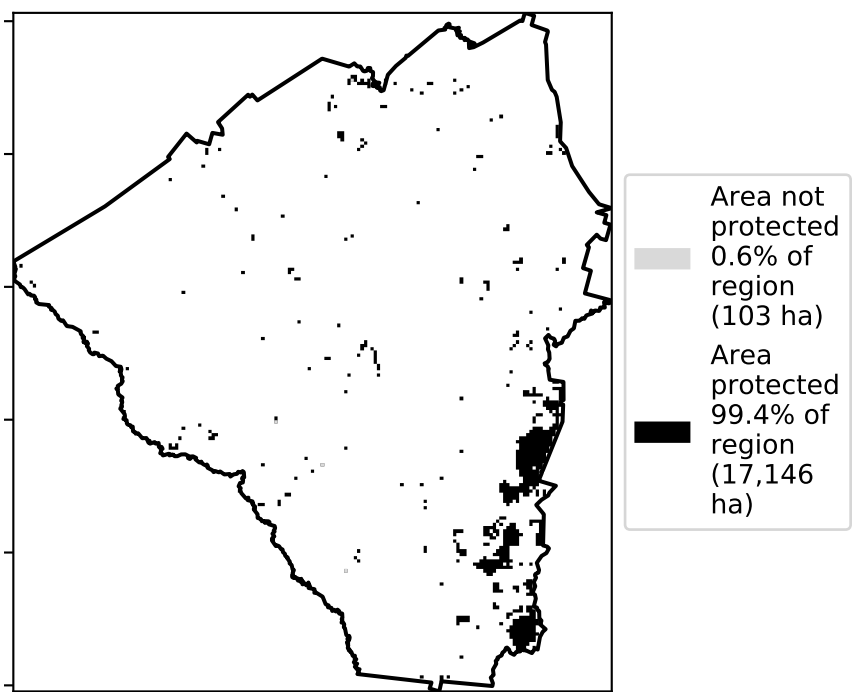 Area not
protected
0.6% of
region
(103 ha)
Area
protected
99.4% of
region
(17,146
ha)